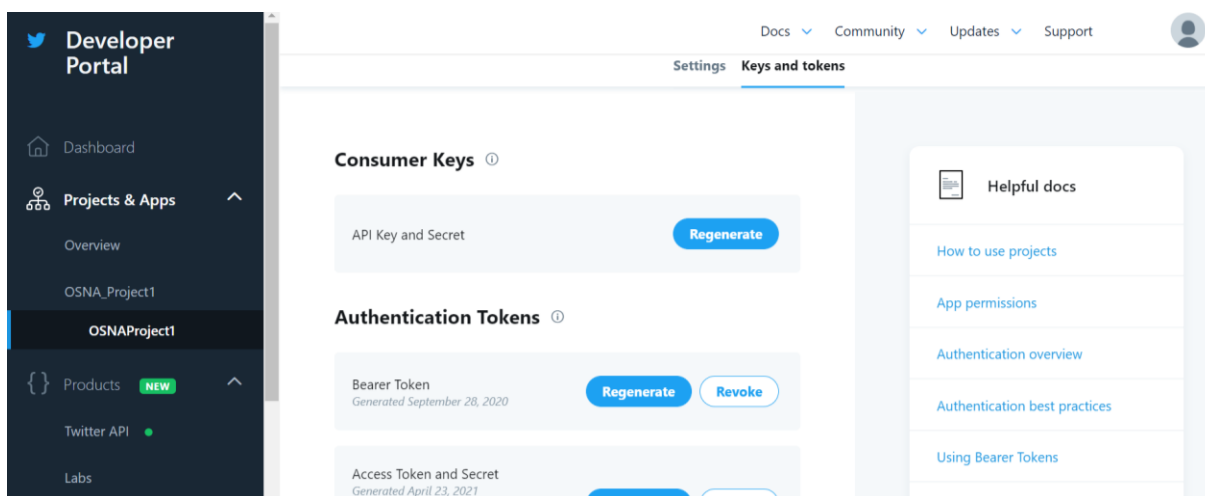 Developer
Portal
Dashboard
Projects & Apps
Overview
OSNA_Project1
OSNAProject1
{ } Products NEW
Twitter API
Labs
Docs Community Updates Support
Settings Keys and tokens
Consumer Keys
API Key and Secret Regenerate
Authentication Tokens
Bearer Token
Generated September 28, 2020
Regenerate Revoke
Access Token and Secret
Generated April 23, 2021
Helpful docs
How to use projects
App permissions
Authentication overview
Authentication best practices
Using Bearer Tokens